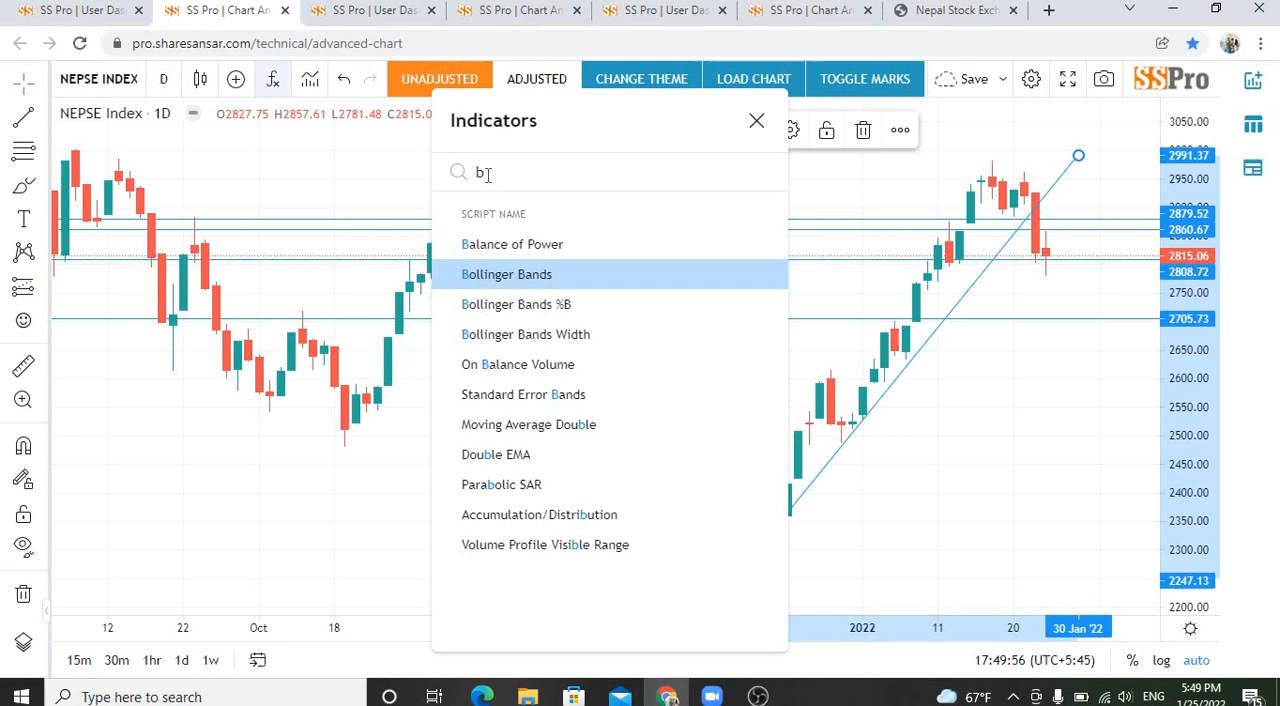 SS Pro | User Das
SS Pro | Chart An
SS Pro | User Das
SS Pro | Chart An
SS Pro | User Das
SS Pro | Chart An
Nepal Stock Exch
pro.sharesansar.com/technical/advanced-chart
NEPSE INDEX D UNADJUSTED ADJUSTED CHANGE THEME LOAD CHART TOGGLE MARKS Save SSPro
NEPSE Index · 1D O2827.75 H2857.61 L2781.48 C2815.0
Indicators
b
SCRIPT NAME
Balance of Power
Bollinger Bands
Bollinger Bands %B
Bollinger Bands Width
On Balance Volume
Standard Error Bands
Moving Average Double
Double EMA
Parabolic SAR
Accumulation/Distribution
Volume Profile Visible Range
3050.00
2991.37
2950.00
2879.52
2860.67
2815.06
2808.72
2750.00
2705.73
2650.00
2600.00
2550.00
2500.00
2450.00
2400.00
2350.00
2300.00
2247.13
2200.00
12 22 Oct 18 2022 11 20 30 Jan '22
15m 30m 1hr 1d 1w 17:49:56 (UTC+5:45) % log auto
Type here to search 67°F ENG 5:49 PM
1/25/2022